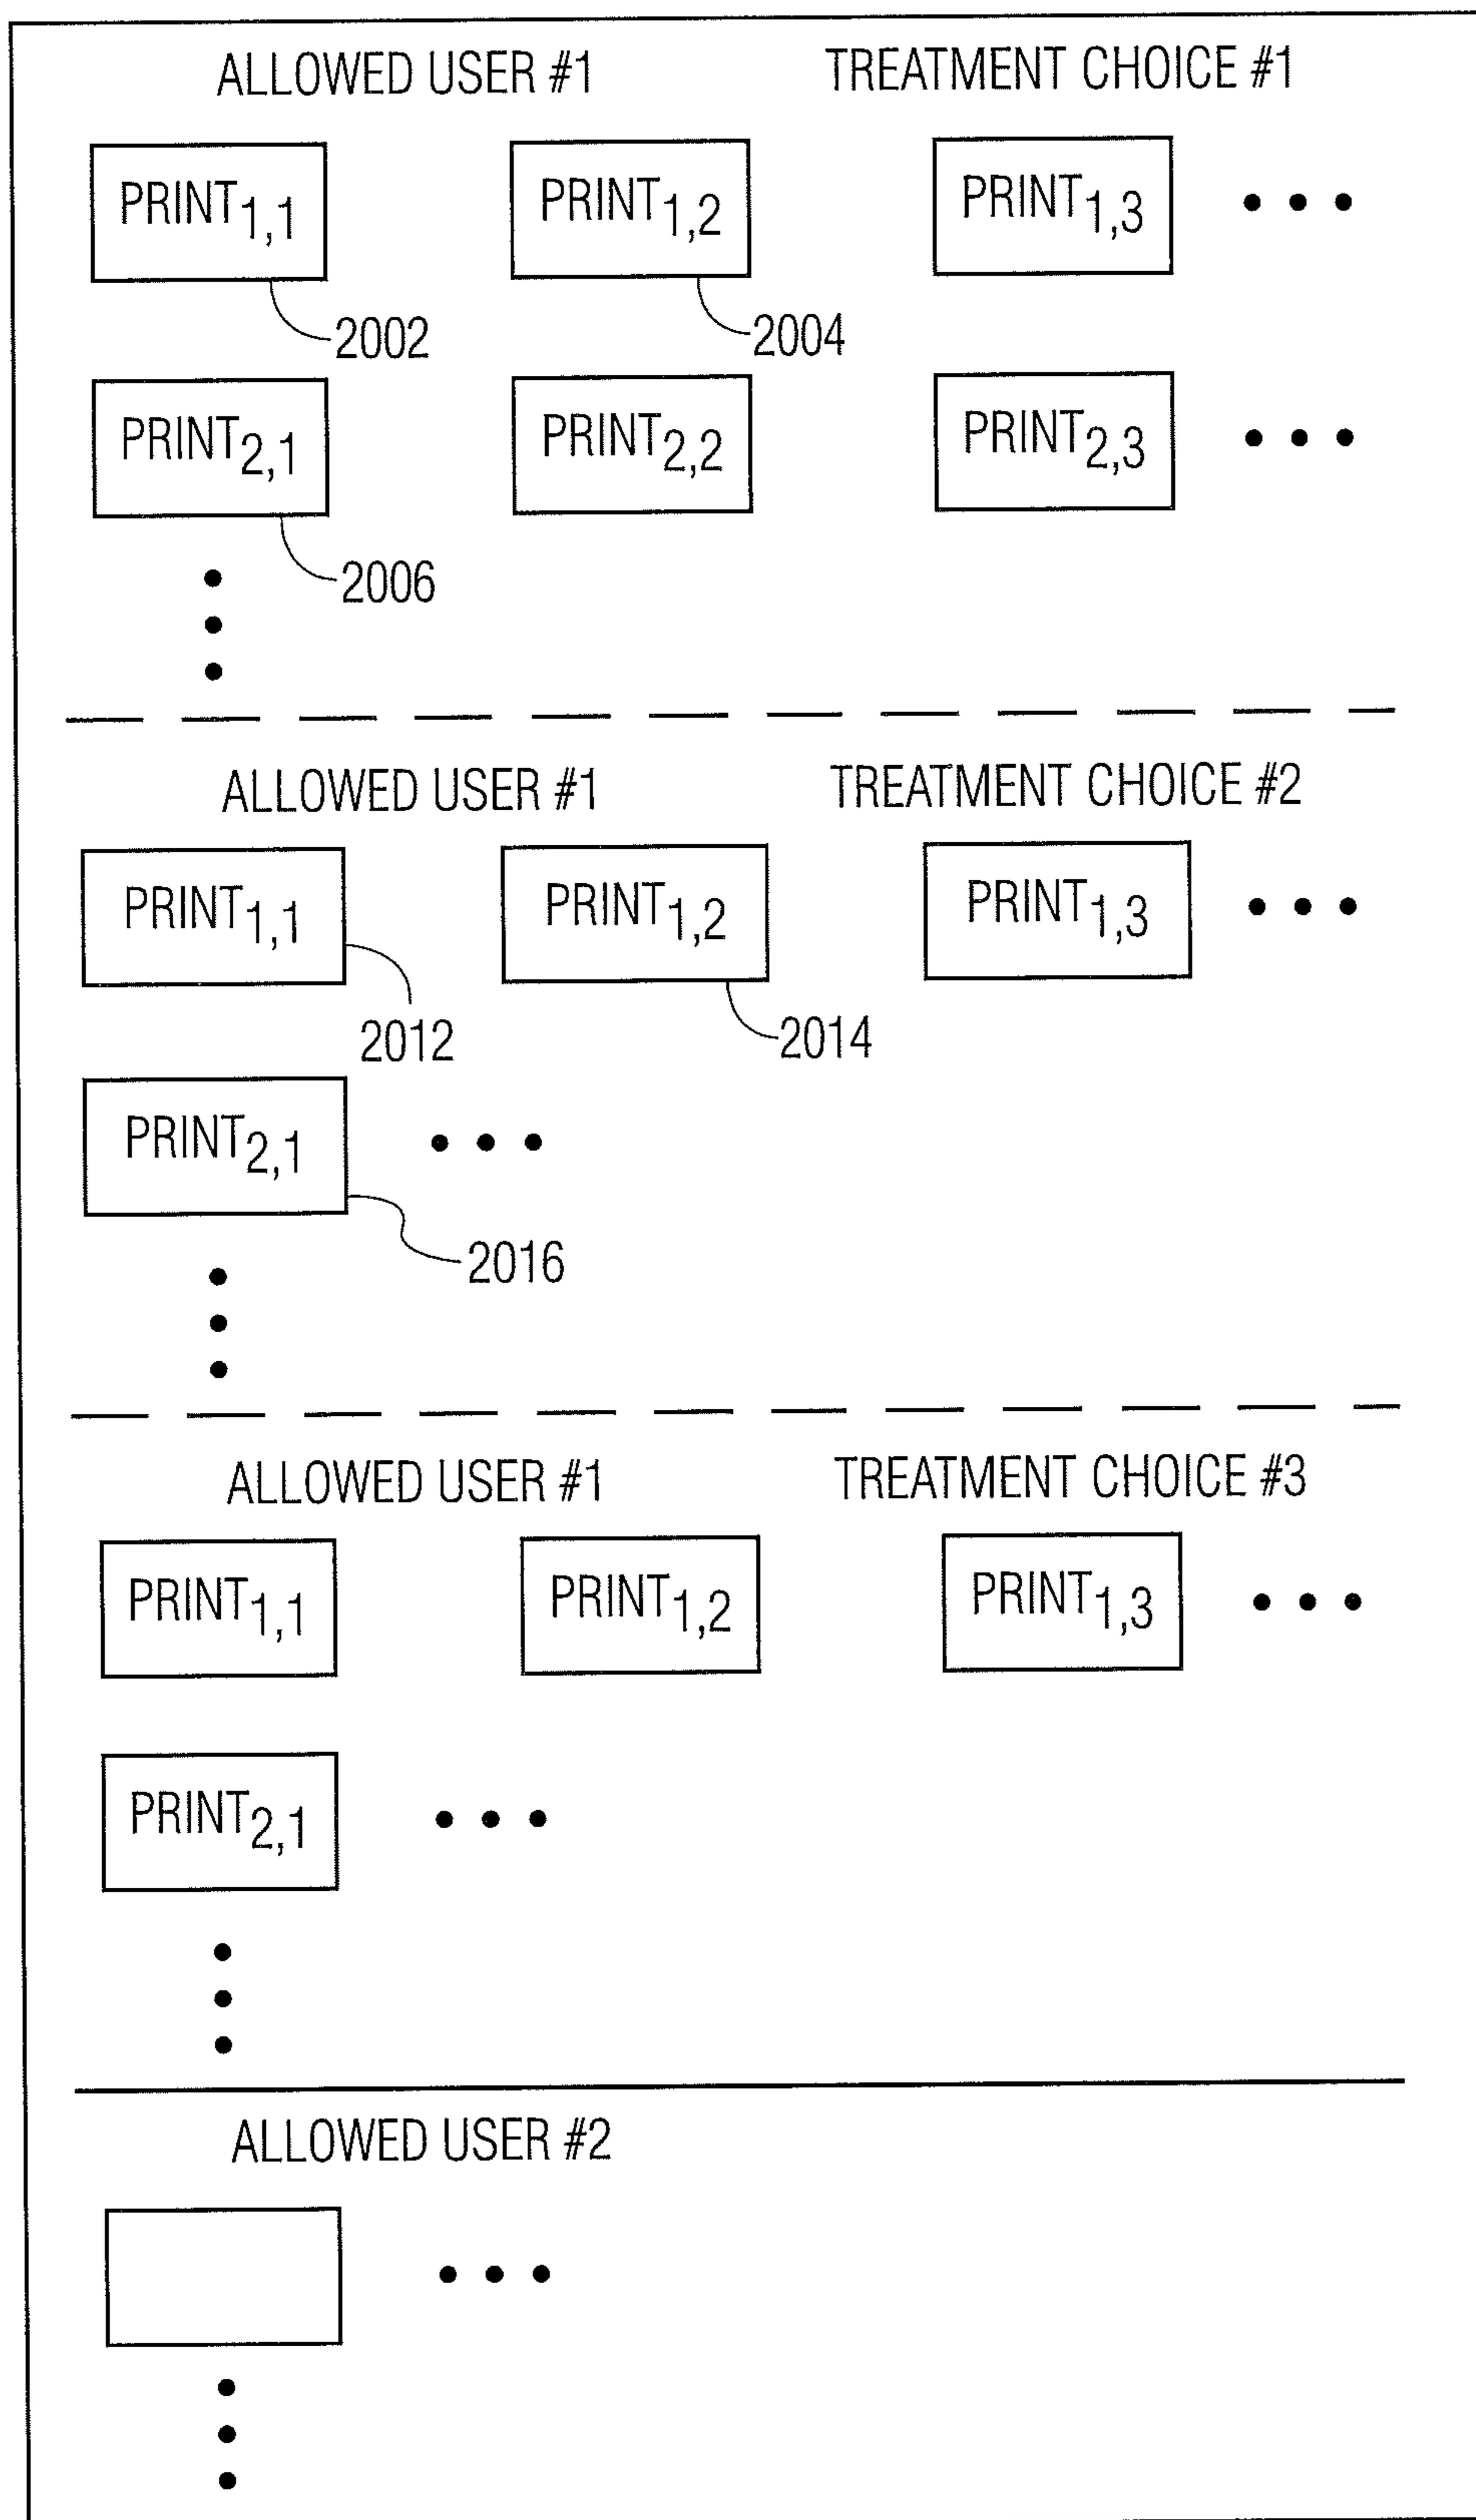 ALLOWED USER #1 TREATMENT CHOICE #1
PRINT1,1 PRINT1,2 PRINT1,3 • • •
2002 2004
PRINT2,1 PRINT2,2 PRINT2,3 • • •
2006
ALLOWED USER #1 TREATMENT CHOICE #2
PRINT1,1 PRINT1,2 PRINT1,3 • • •
2012 2014
PRINT2,1 • • •
2016
ALLOWED USER #1 TREATMENT CHOICE #3
PRINT1,1 PRINT1,2 PRINT1,3 • • •
PRINT2,1 • • •
ALLOWED USER #2
• • •